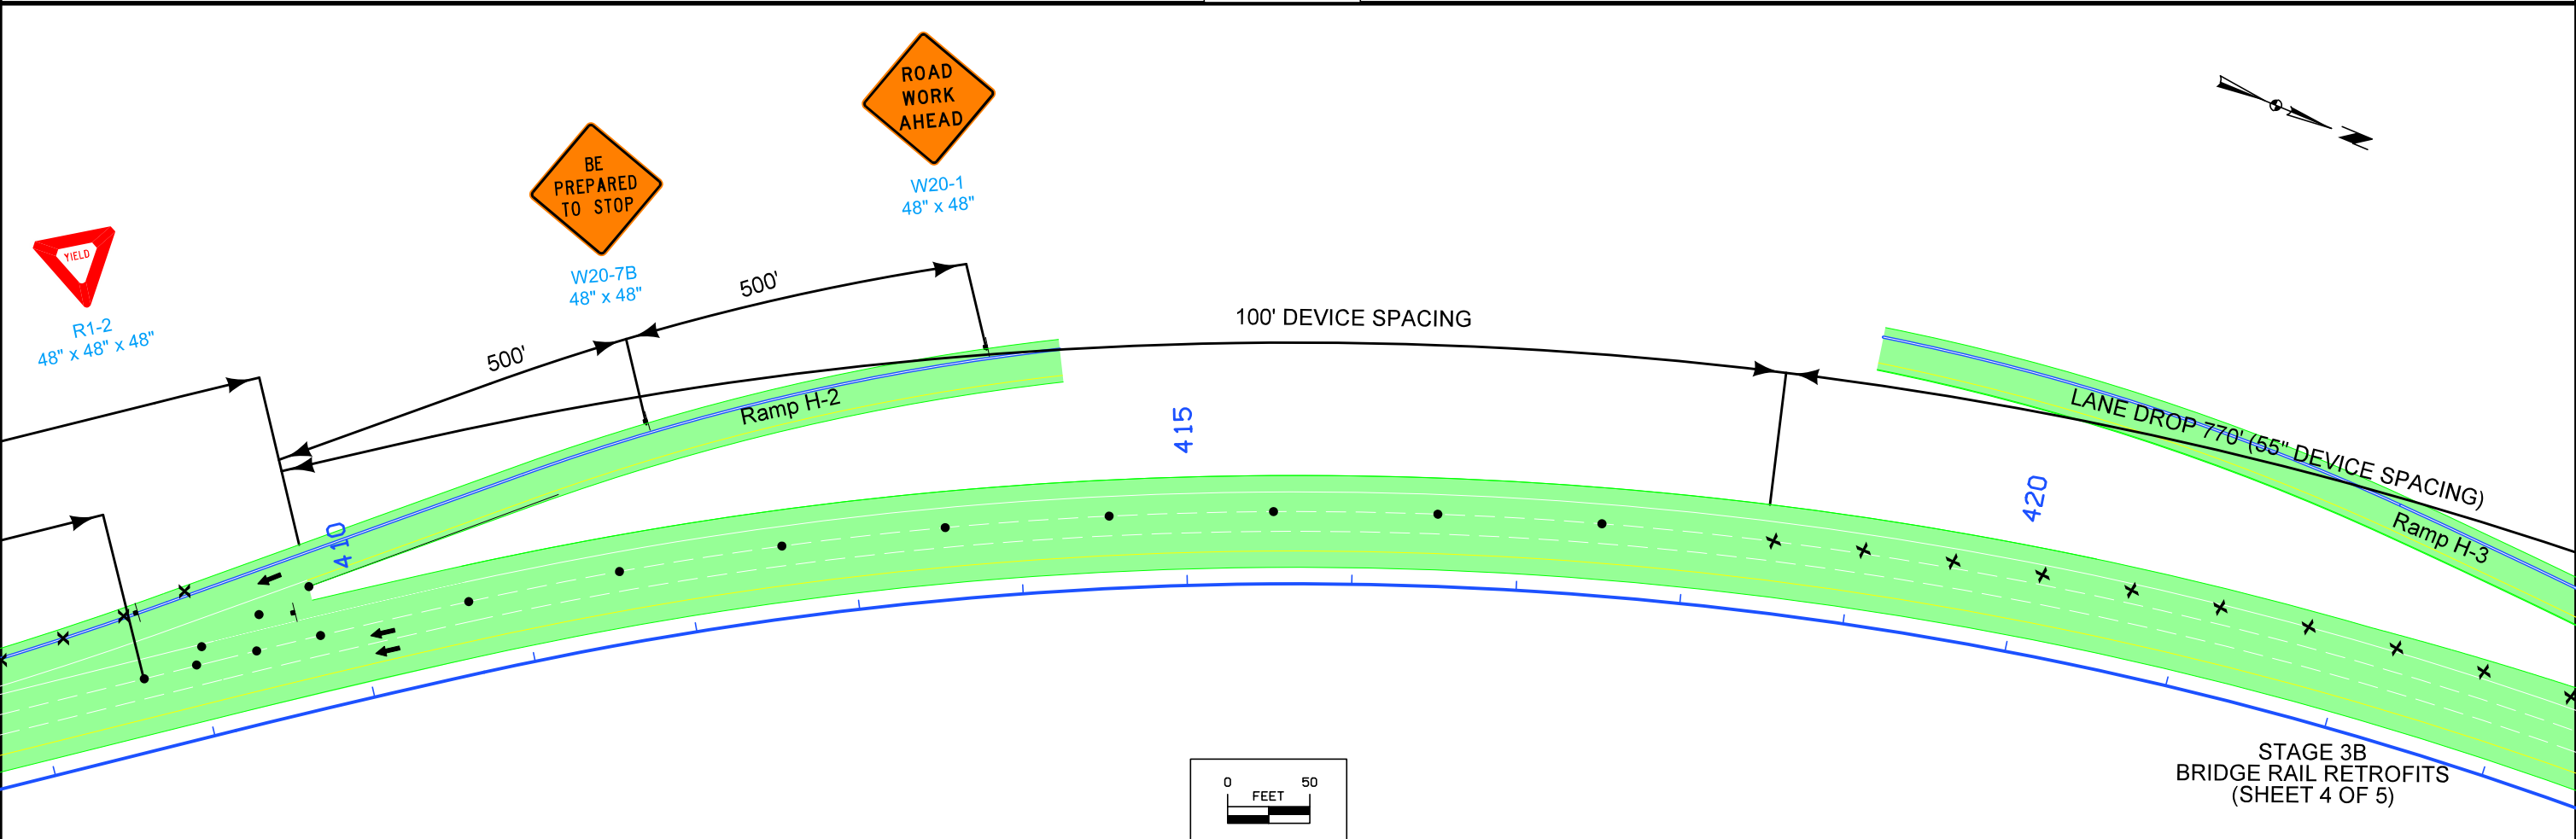 ROAD
WORK
AHEAD
W20-1
48" x 48"
BE
PREPARED
TO STOP
W20-7B
48" x 48"
YIELD
R1-2
48" x 48" x 48"
500'
500'
100' DEVICE SPACING
Ramp H-2
LANE DROP 770' (55" DEVICE SPACING)
Ramp H-3
410
415
420
N
0 50
FEET
STAGE 3B
BRIDGE RAIL RETROFITS
(SHEET 4 OF 5)